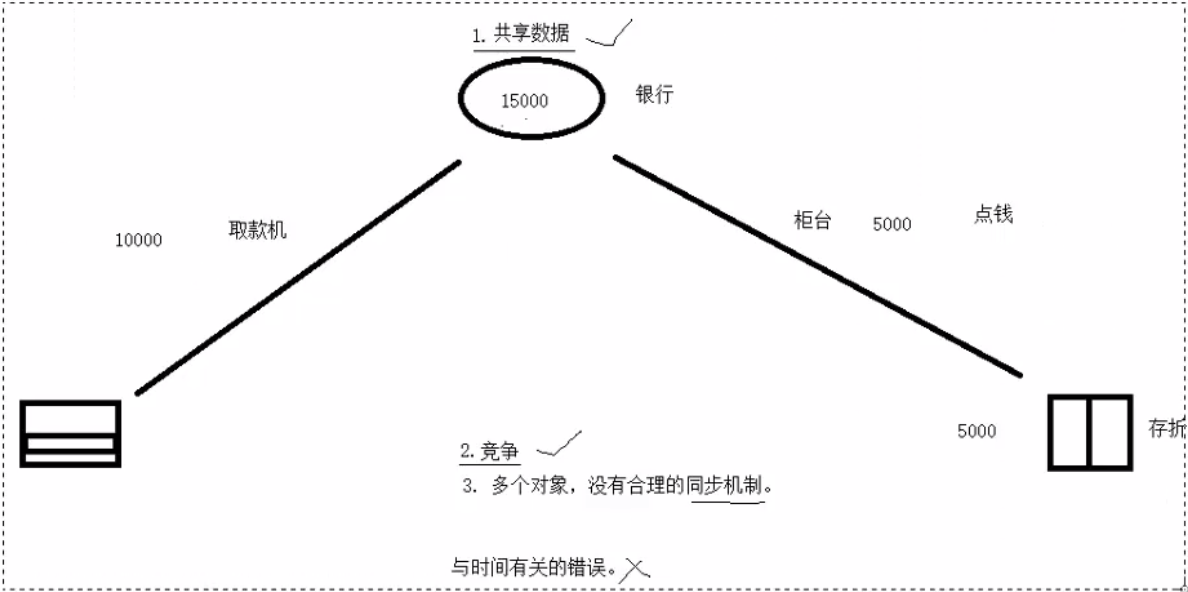 1. 共享数据
15000
银行
取款机
10000
柜台 5000 点钱
5000
存折
2. 竞争
3. 多个对象，没有合理的同步机制。
与时间有关的错误。